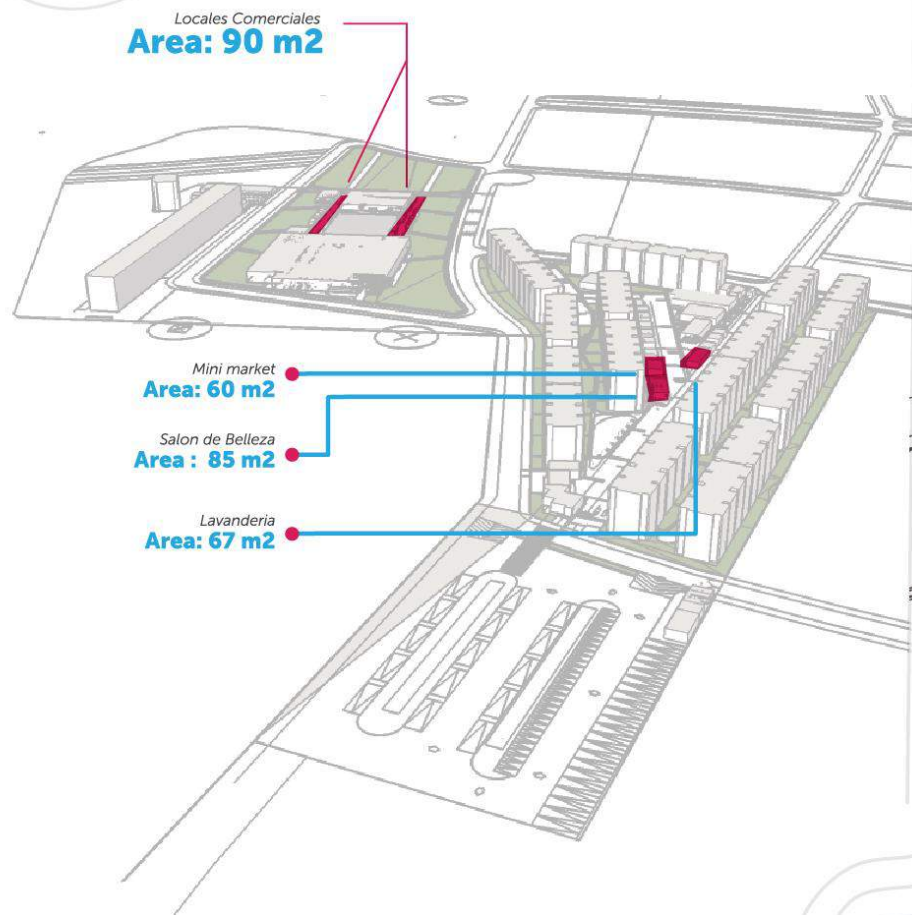 Locales Comerciales
Area: 90 m2
Mini market
Area: 60 m2
Salon de Belleza
Area : 85 m2
Lavanderia
Area: 67 m2